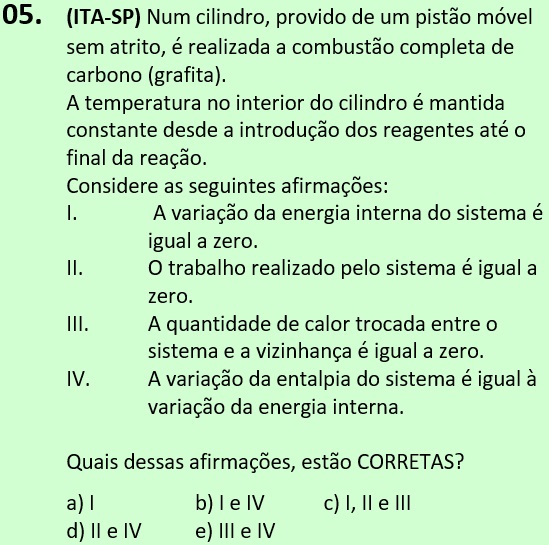 05. (ITA-SP) Num cilindro, provido de um pistão móvel
sem atrito, é realizada a combustão completa de
carbono (grafita).
A temperatura no interior do cilindro é mantida
constante desde a introdução dos reagentes até o
final da reação.
Considere as seguintes afirmações:
I. A variação da energia interna do sistema é
igual a zero.
II. O trabalho realizado pelo sistema é igual a
zero.
III. A quantidade de calor trocada entre o
sistema e a vizinhança é igual a zero.
IV. A variação da entalpia do sistema é igual à
variação da energia interna.
Quais dessas afirmações, estão CORRETAS?
a) I b) I e IV c) I, II e III
d) II e IV e) III e IV